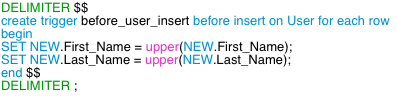 DELIMITER $$
create trigger before_user_insert before insert on User for each row
begin
SET NEW.First_Name = upper(NEW.First_Name);
SET NEW.Last_Name = upper(NEW.Last_Name);
end $$
DELIMITER ;